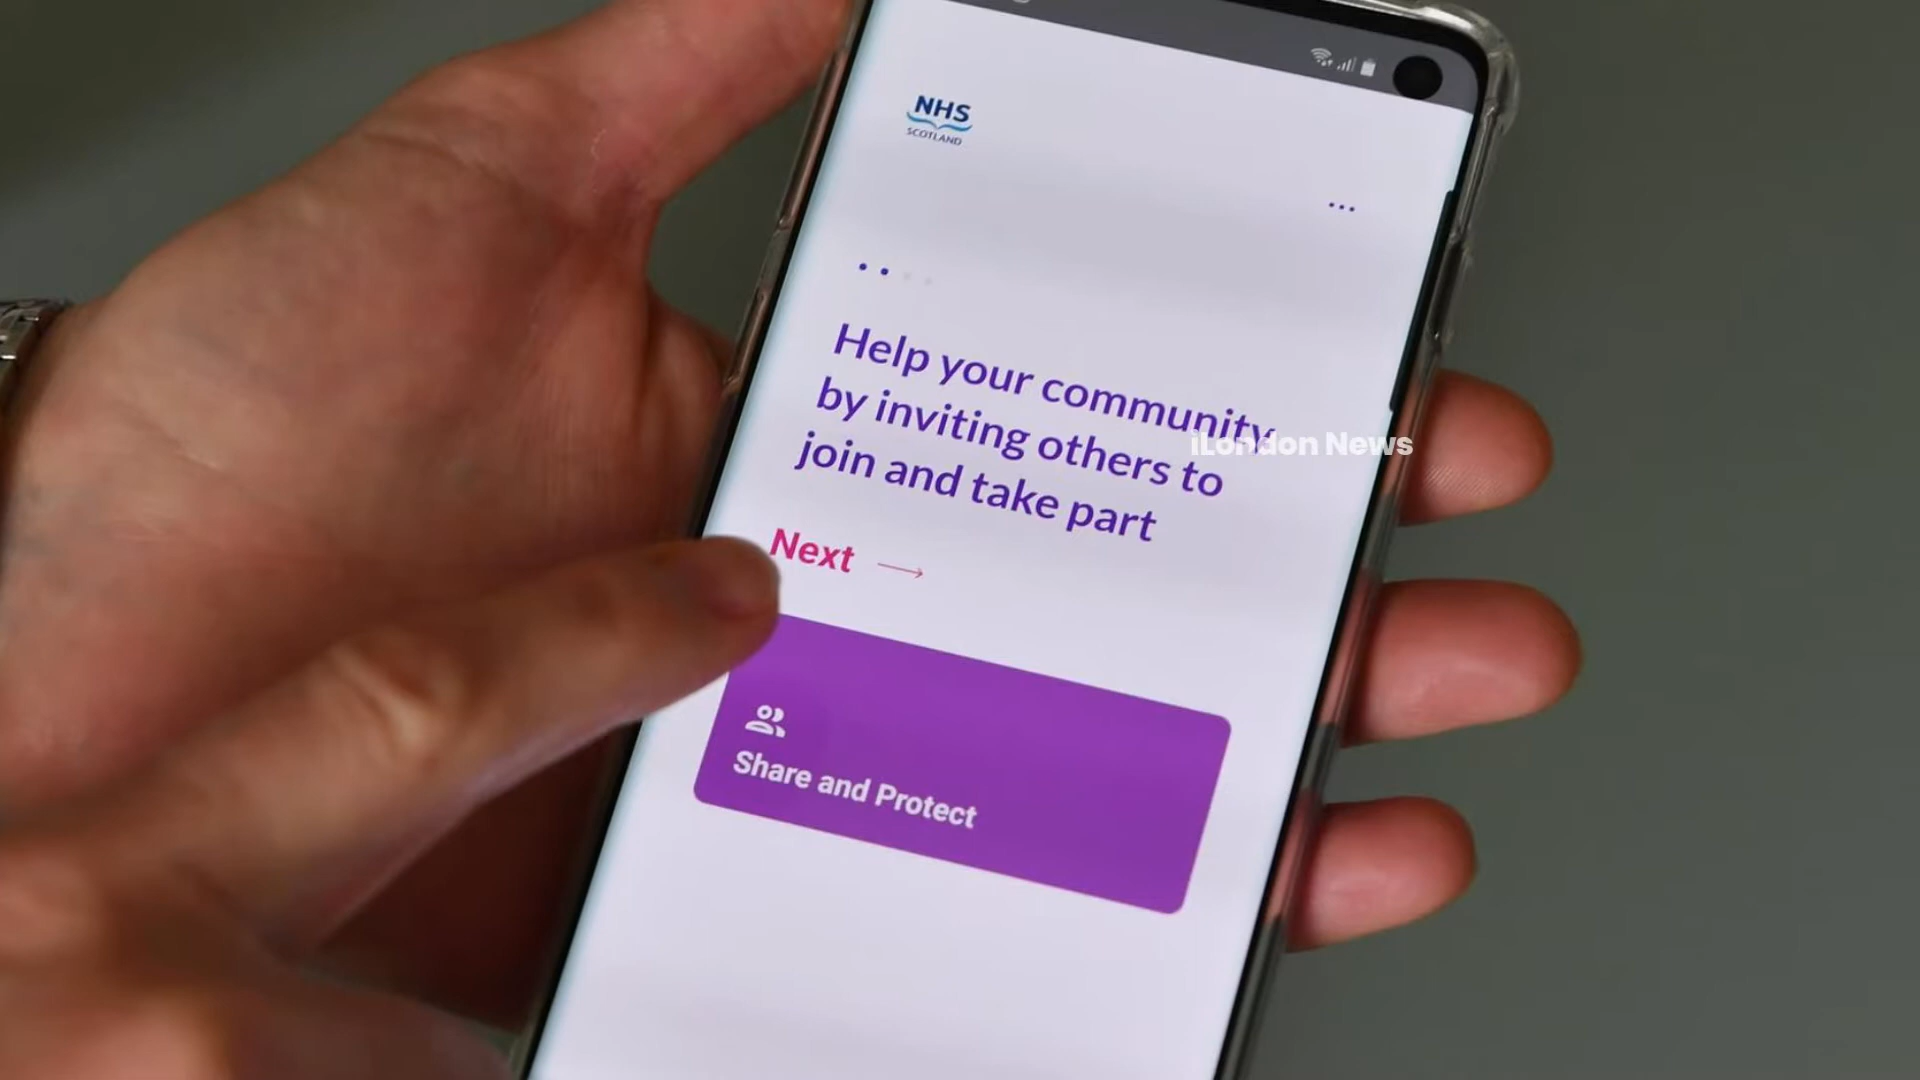 NHS
SCOTLAND
Help your community
by inviting others to
join and take part
iLondon News
Next
Share and Protect